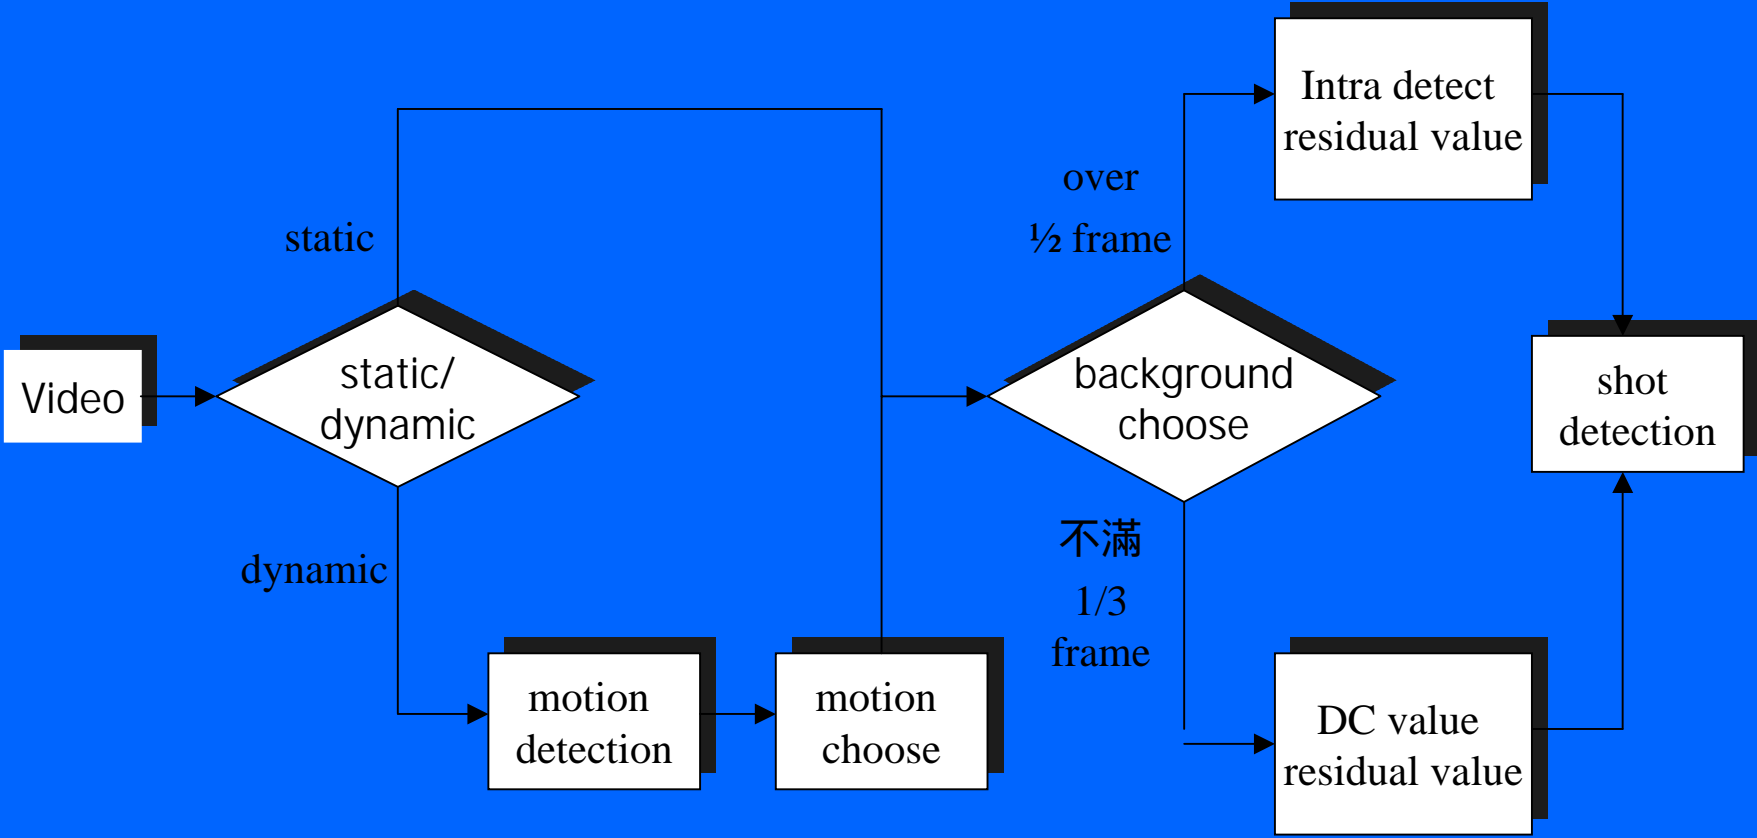 Video
static/
dynamic
static
dynamic
motion
detection
motion
choose
background
choose
over
½ frame
不滿
1/3
frame
Intra detect
residual value
DC value
residual value
shot
detection